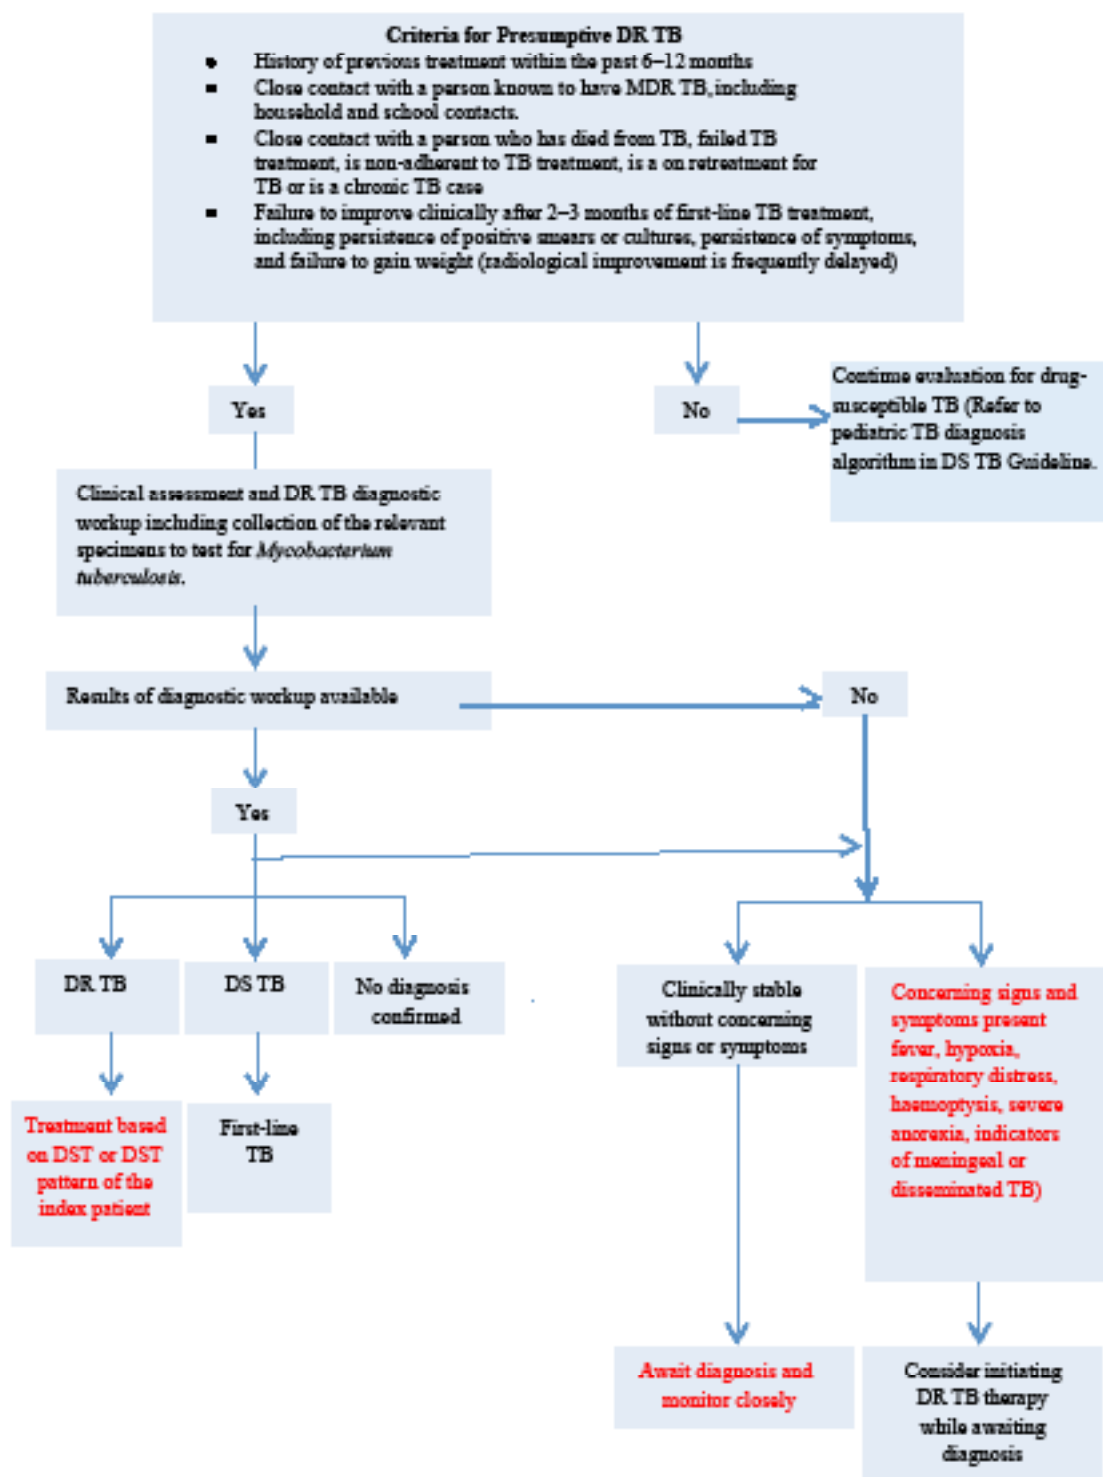 Criteria for Presumptive DR TB
• History of previous treatment within the past 6–12 months
▪ Close contact with a person known to have MDR TB, including
household and school contacts.
▪ Close contact with a person who has died from TB, failed TB
treatment, is non-adherent to TB treatment, is a on retreatment for
TB or is a chronic TB case
▪ Failure to improve clinically after 2–3 months of first-line TB treatment,
including persistence of positive smears or cultures, persistence of symptoms,
and failure to gain weight (radiological improvement is frequently delayed)
Yes
No
Continue evaluation for drug-
susceptible TB (Refer to
pediatric TB diagnosis
algorithm in DS TB Guideline.
Clinical assessment and DR TB diagnostic
workup including collection of the relevant
specimens to test for Mycobacterium
tuberculosis.
Results of diagnostic workup available
No
Yes
DR TB
DS TB
No diagnosis
confirmed
Clinically stable
without concerning
signs or symptoms
Concerning signs and
symptoms present
fever, hypoxia,
respiratory distress,
haemoptysis, severe
anorexia, indicators
of meningeal or
disseminated TB)
Treatment based
on DST or DST
pattern of the
index patient
First-line
TB
Await diagnosis and
monitor closely
Consider initiating
DR TB therapy
while awaiting
diagnosis